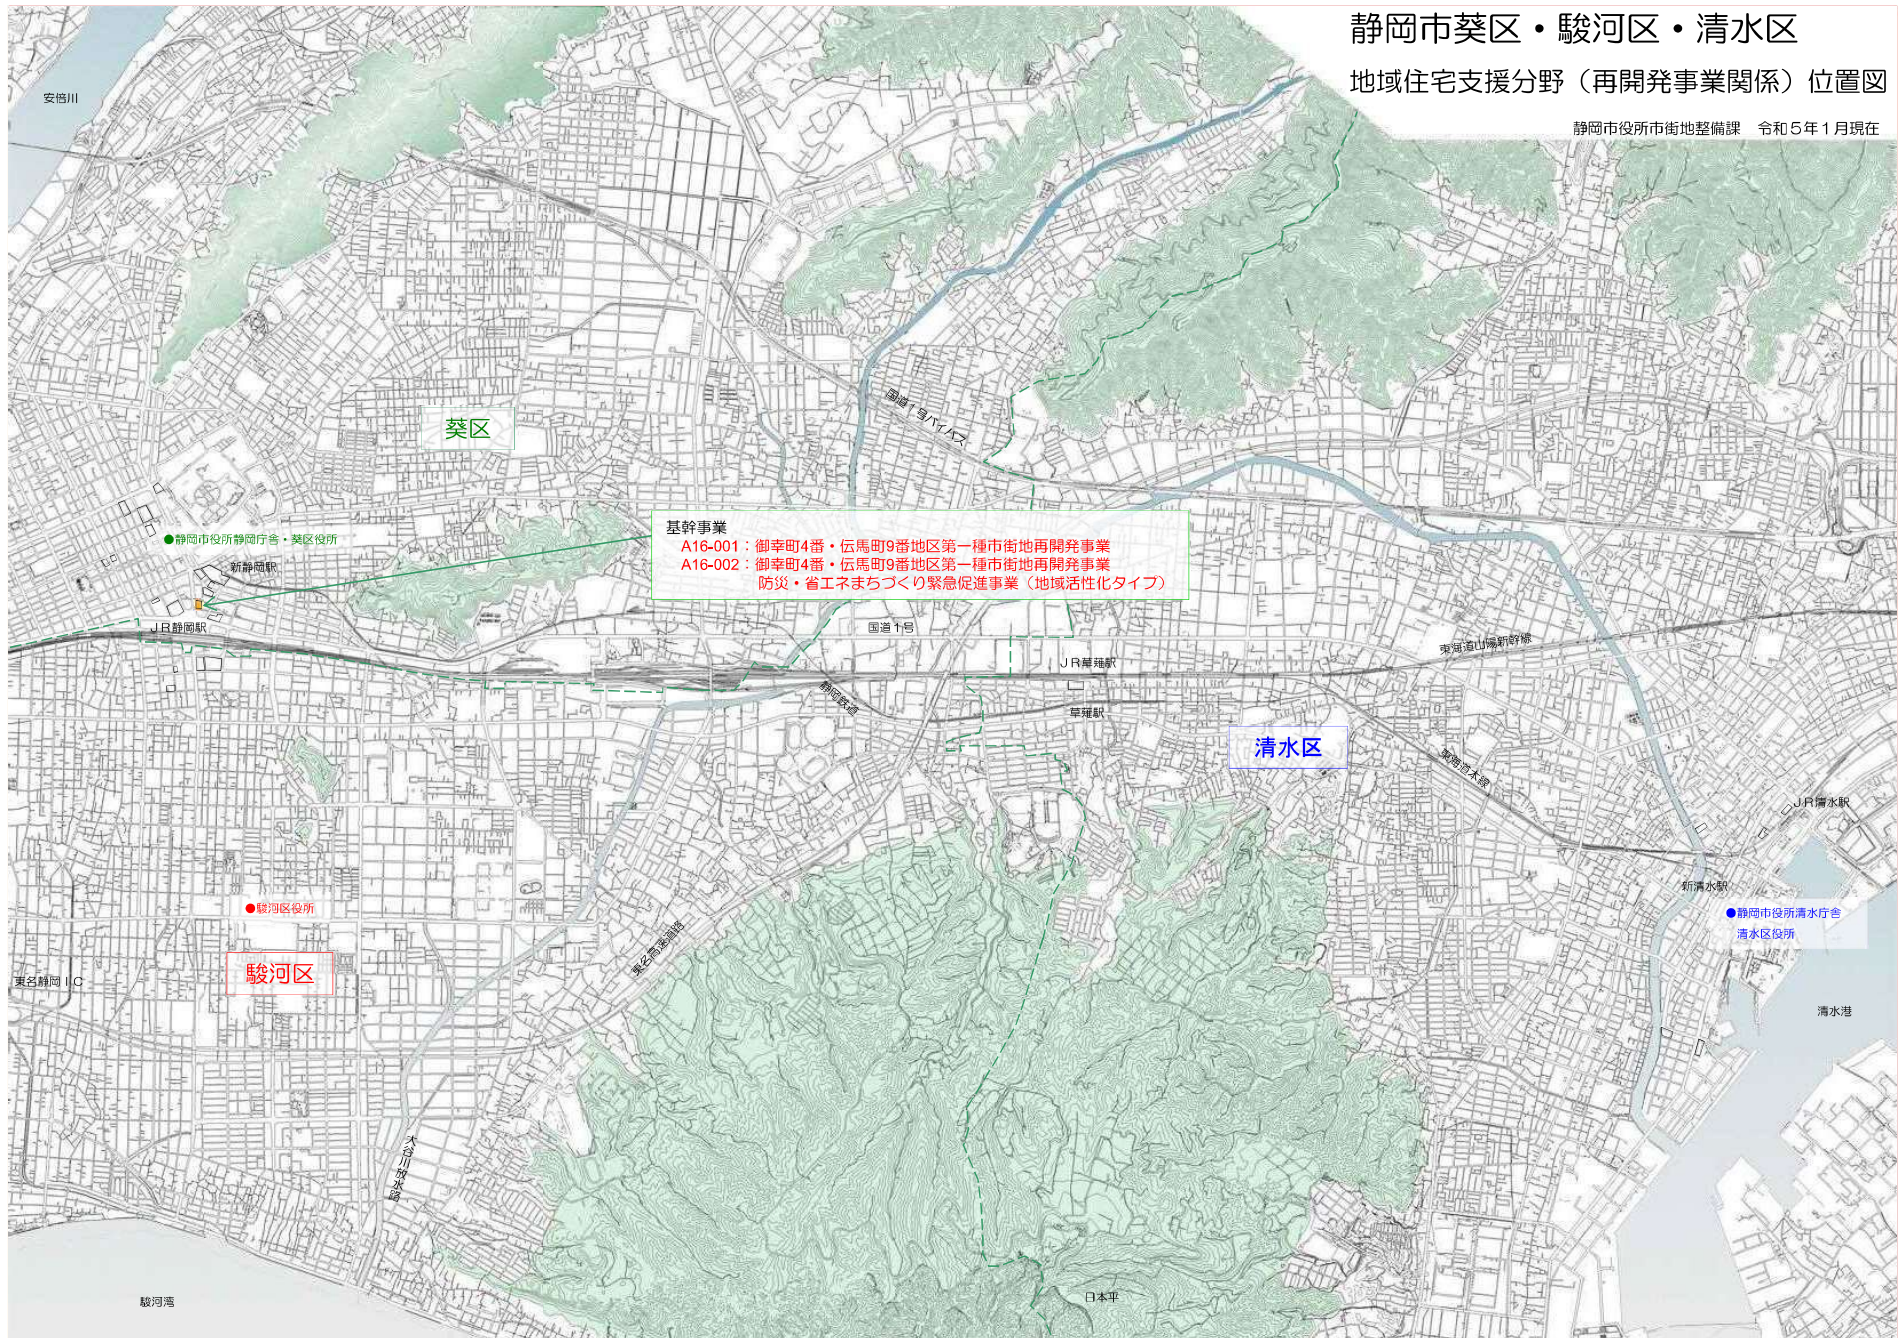 静岡市葵区・駿河区・清水区
地域住宅支援分野（再開発事業関係）位置図
静岡市役所市街地整備課　令和５年１月現在
安倍川
国道１号バイパス
葵区
●静岡市役所静岡庁舎・葵区役所
新静岡駅
ＪＲ静岡駅
基幹事業
A16-001：御幸町4番・伝馬町9番地区第一種市街地再開発事業
A16-002：御幸町4番・伝馬町9番地区第一種市街地再開発事業
防災・省エネまちづくり緊急促進事業（地域活性化タイプ）
国道１号
東海道山陽新幹線
ＪＲ草薙駅
静岡鉄道
草薙駅
清水区
東海道本線
ＪＲ清水駅
新清水駅
●駿河区役所
●静岡市役所清水庁舎
清水区役所
東名高速道路
駿河区
東名静岡ＩＣ
清水港
大谷川放水路
駿河湾
日本平